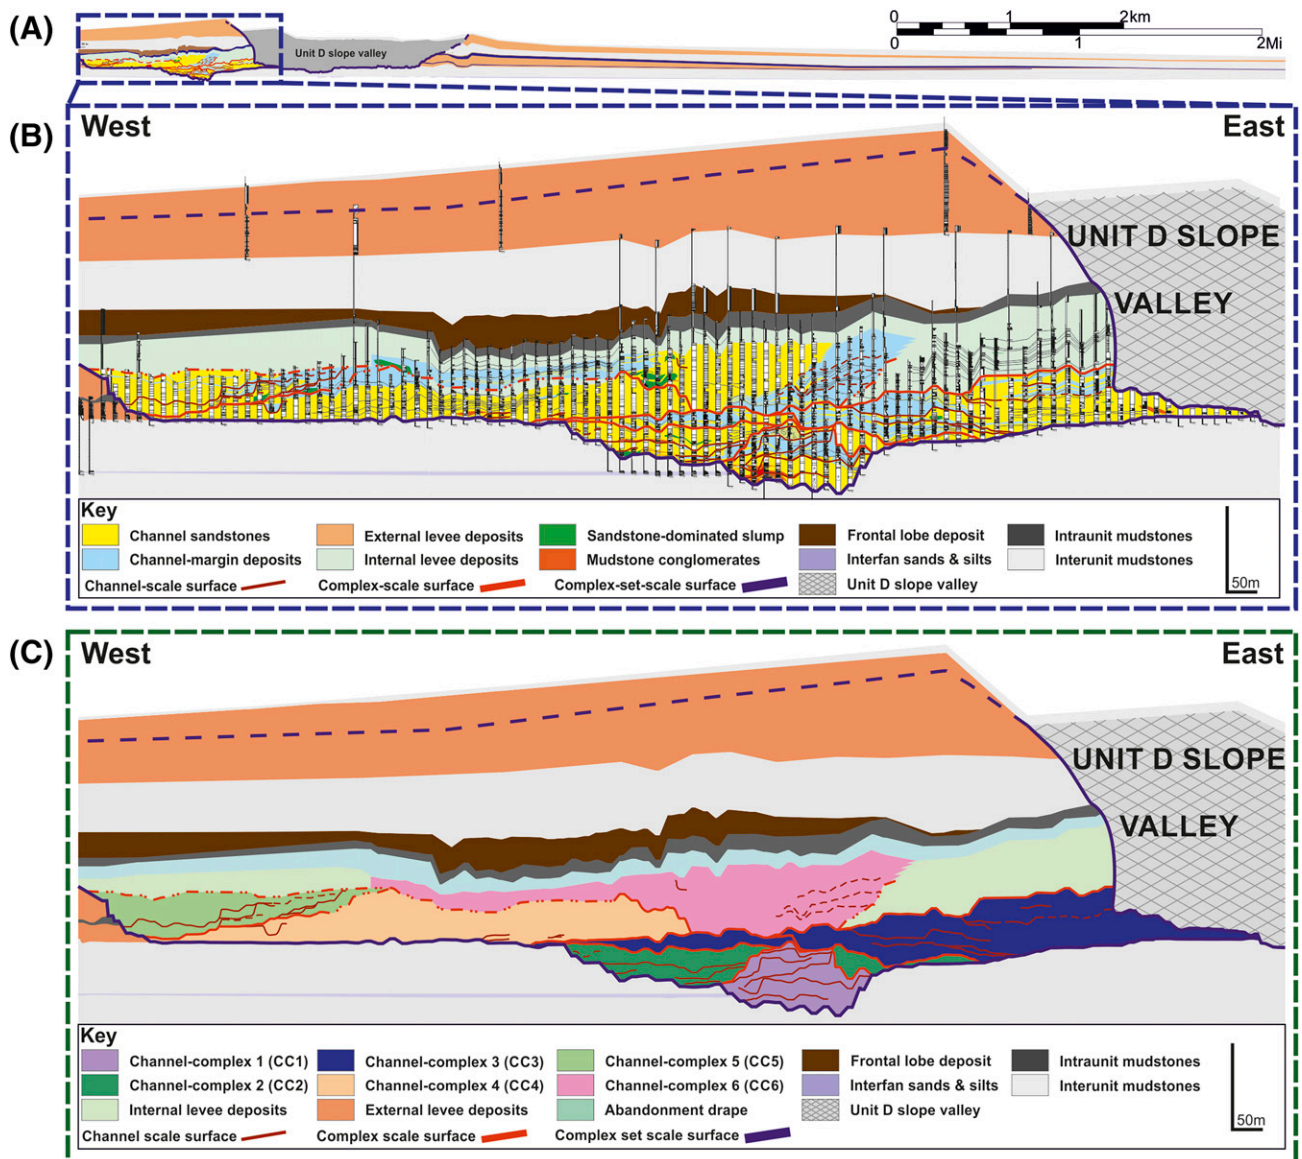 (A)
Unit D slope valley
0 1 2km
0 1 2Mi
(B)
West East
UNIT D SLOPE
VALLEY
Key
Channel sandstones
External levee deposits
Sandstone-dominated slump
Frontal lobe deposit
Intraunit mudstones
Channel-margin deposits
Internal levee deposits
Mudstone conglomerates
Interfan sands & silts
Interunit mudstones
Channel-scale surface
Complex-scale surface
Complex-set-scale surface
Unit D slope valley
50m
(C)
West East
UNIT D SLOPE
VALLEY
Key
Channel-complex 1 (CC1)
Channel-complex 3 (CC3)
Channel-complex 5 (CC5)
Frontal lobe deposit
Intraunit mudstones
Channel-complex 2 (CC2)
Channel-complex 4 (CC4)
Channel-complex 6 (CC6)
Interfan sands & silts
Interunit mudstones
Internal levee deposits
External levee deposits
Abandonment drape
Unit D slope valley
Channel scale surface
Complex scale surface
Complex set scale surface
50m